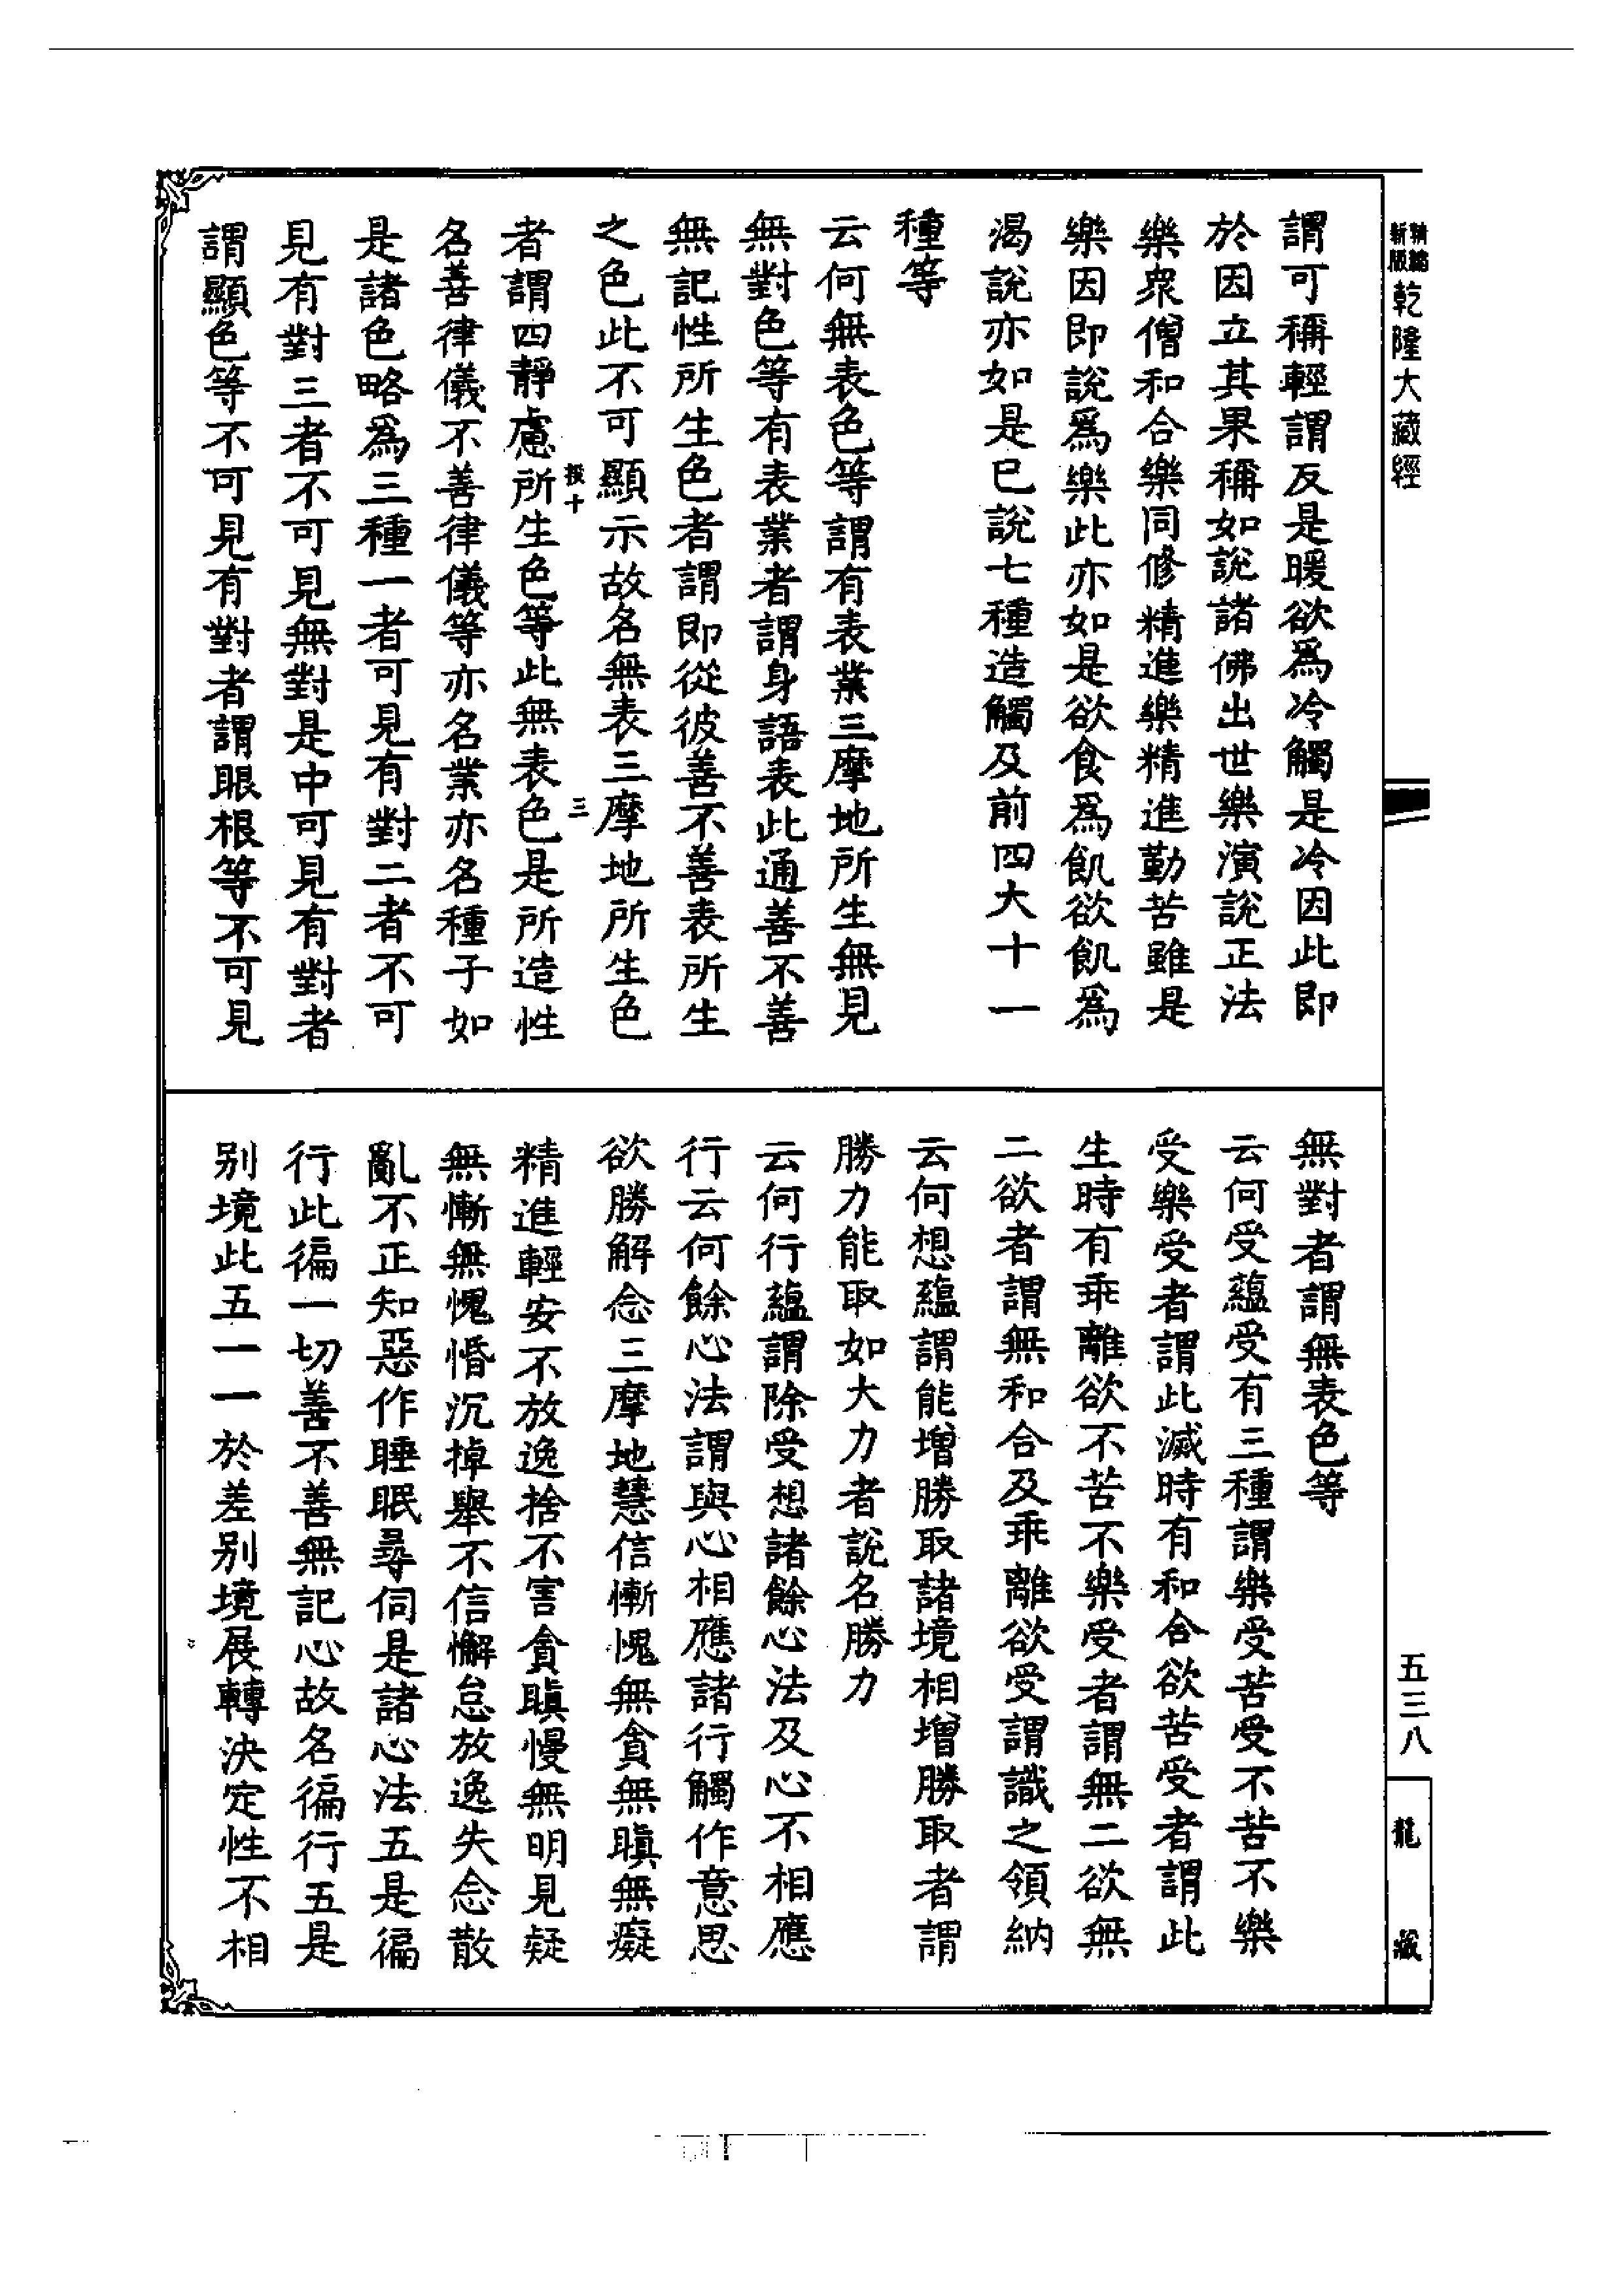 精縮新版乾隆大藏經
謂可稱輕謂反是暖欲爲冷觸是冷因此即
於因立其果稱如說諸佛出世樂演說正法
樂衆僧和合樂同修精進樂精進勤苦雖是
樂因即說爲樂此亦如是欲食爲飢欲飢爲
渴說亦如是已說七種造觸及前四大十一
種等
云何無表色等謂有表業三摩地所生無見
無對色等有表業者謂身語表此通善不善
無記性所生色者謂即從彼善不善表所生
之色此不可顯示故名無表三摩地所生色
者謂四靜慮所生色等此無表色是所造性
名善律儀不善律儀等亦名業亦名種子如
是諸色略爲三種一者可見有對二者不可
見有對三者不可見無對是中可見有對者
謂顯色等不可見有對者謂眼根等不可見
無對者謂無表色等
云何受蘊受有三種謂樂受苦受不苦不樂
受樂受者謂此滅時有和合欲苦受者謂此
生時有乖離欲不苦不樂受者謂無二欲無
二欲者謂無和合及乖離欲受謂識之領納
云何想蘊謂能增勝取諸境相增勝取者謂
勝力能取如大力者說名勝力
云何行蘊謂除受想諸餘心法及心不相應
行云何餘心法謂與心相應諸行觸作意思
欲勝解念三摩地慧信慚愧無貪無瞋無癡
精進輕安不放逸捨不害貪瞋慢無明見疑
無慚無愧惛沉掉舉不信懈怠放逸失念散
亂不正知惡作睡眠尋伺是諸心法五是徧
行此徧一切善不善無記心故名徧行五是
别境此五一一於差别境展轉決定性不相
五三八
龍藏